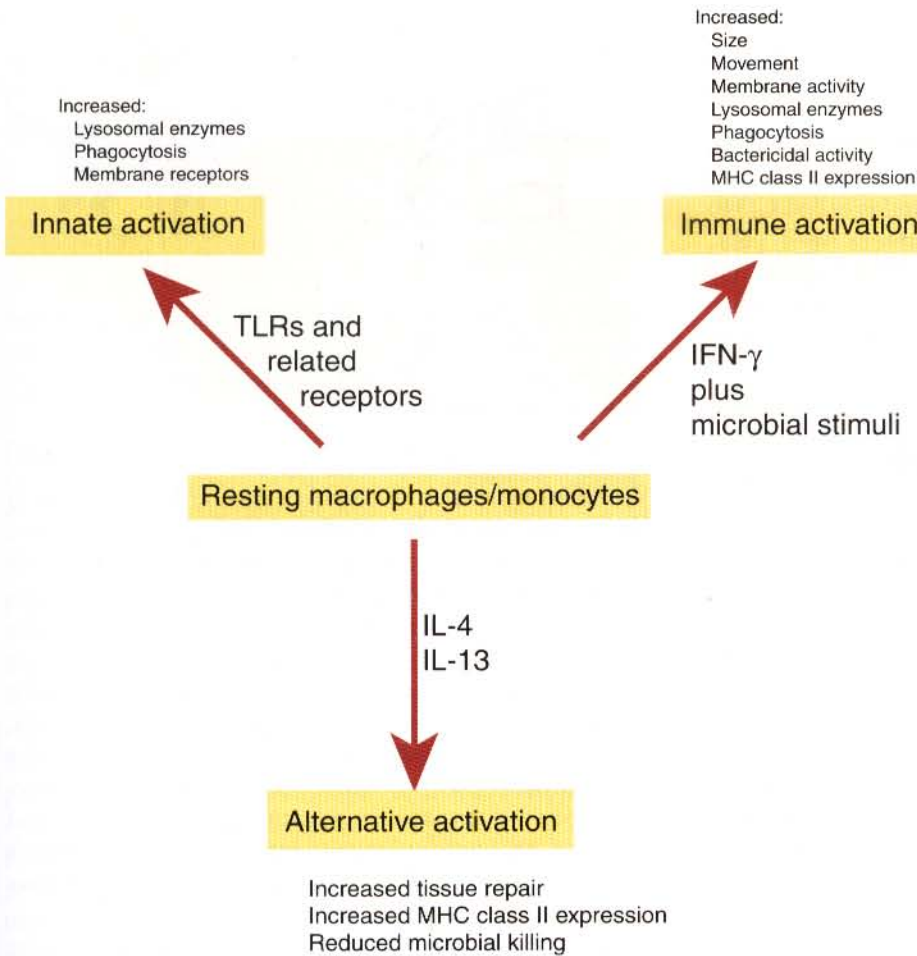 Increased:
Size
Movement
Membrane activity
Lysosomal enzymes
Phagocytosis
Bactericidal activity
MHC class II expression
Increased:
Lysosomal enzymes
Phagocytosis
Membrane receptors
Innate activation
Immune activation
TLRs and
related
receptors
IFN-γ
plus
microbial stimuli
Resting macrophages/monocytes
IL-4
IL-13
Alternative activation
Increased tissue repair
Increased MHC class II expression
Reduced microbial killing